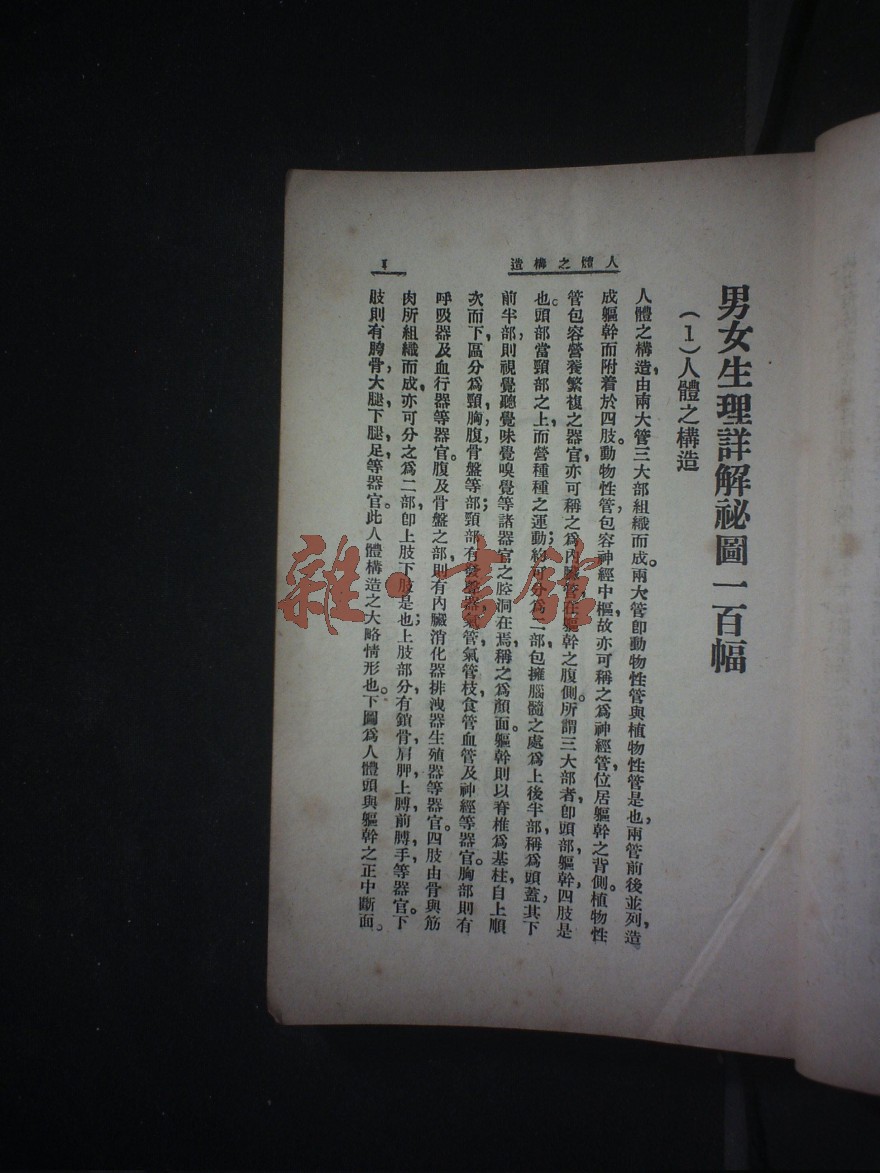 男女生理詳解祕圖一百幅
(1)人體之構造
人體之構造,由兩大管三大部組織而成。兩大管卽動物性管與植物性管是也,兩管前後並列,造
成軀幹而附着於四肢。動物性管,包容神經中樞,故亦可稱之爲神經管,位居軀幹之背側。植物性
管包容營養繁複之器官,亦可稱之爲內臟管,在軀幹之腹側。所謂三大部者,卽頭部,軀幹,四肢是
也。頭部當頸部之上,而營種種之運動;約可分爲二部,包擁腦髓之處,爲上後半部,稱爲頭蓋,其下
前半部,則視覺聽覺味覺嗅覺等諸器官之腔洞在焉,稱之爲顏面。軀幹則以脊椎爲基柱,自上順
次而下,區分爲頸,胸,腹,骨盤等部;頸部有發聲器,氣管,氣管枝,食管,血管及神經等器官。胸部則有
呼吸器及血行器等器官。腹及骨盤之部,則有內臟消化器排洩器生殖器等器官。四肢由骨與筋
肉所組織而成,亦可分之爲二部,卽上肢下肢是也;上肢部分有鎖骨,肩胛,上膊,前膊,手,等器官。下
肢則有胯骨,大腿,下腿,足,等器官。此人體構造之大略情形也。下圖爲人體頭與軀幹之正中斷面。
人體之構造
1
雜·書館